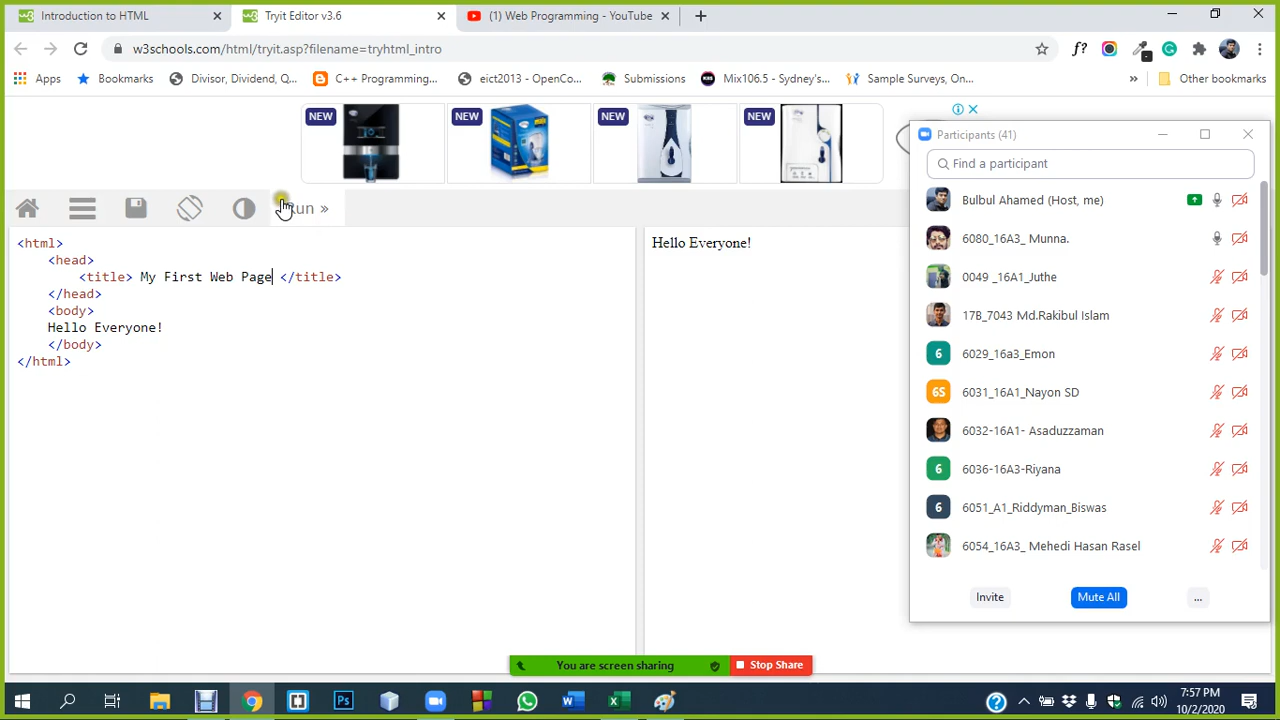 Introduction to HTML
Tryit Editor v3.6
(1) Web Programming - YouTube
w3schools.com/html/tryit.asp?filename=tryhtml_intro
f?
Apps
Bookmarks
Divisor, Dividend, Q...
C++ Programming...
eict2013 - OpenCo...
Submissions
Mix106.5 - Sydney's...
Sample Surveys, On...
»
Other bookmarks
NEW
NEW
NEW
NEW
un »
<html>
<head>
<title> My First Web Page </title>
</head>
<body>
Hello Everyone!
</body>
</html>
Hello Everyone!
Participants (41)
Find a participant
Bulbul Ahamed (Host, me)
6080_16A3_ Munna.
0049 _16A1_Juthe
17B_7043 Md.Rakibul Islam
6 6029_16a3_Emon
6S 6031_16A1_Nayon SD
6032-16A1- Asaduzzaman
6 6036-16A3-Riyana
6 6051_A1_Riddyman_Biswas
6054_16A3_ Mehedi Hasan Rasel
Invite
Mute All
...
You are screen sharing
Stop Share
7:57 PM
10/2/2020